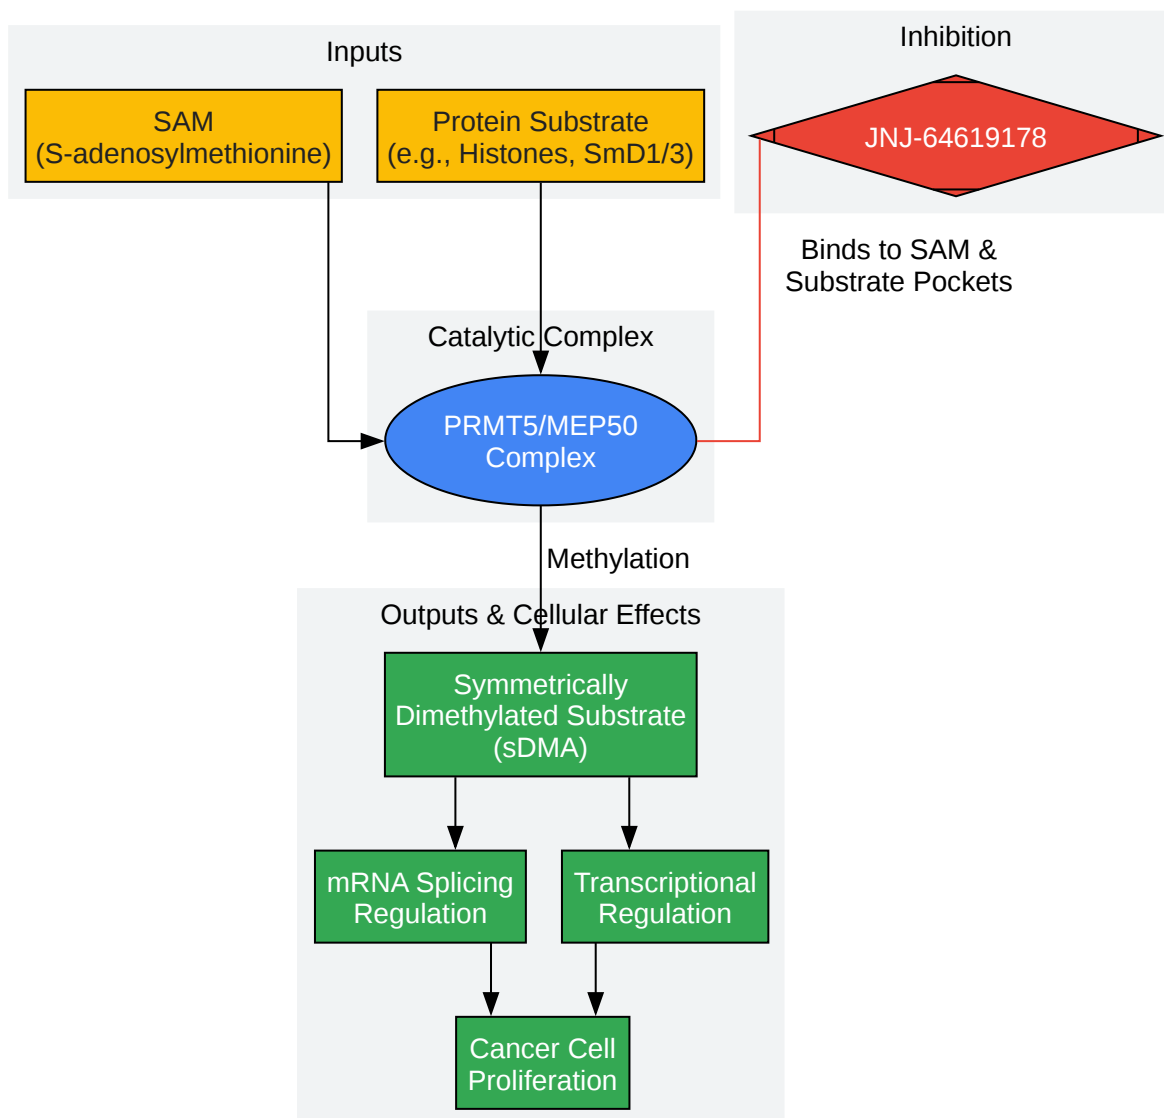 Inputs
SAM
(S-adenosylmethionine)
Protein Substrate
(e.g., Histones, SmD1/3)
Inhibition
JNJ-64619178
Binds to SAM &
Substrate Pockets
Catalytic Complex
PRMT5/MEP50
Complex
Methylation
Outputs & Cellular Effects
Symmetrically
Dimethylated Substrate
(sDMA)
mRNA Splicing
Regulation
Transcriptional
Regulation
Cancer Cell
Proliferation